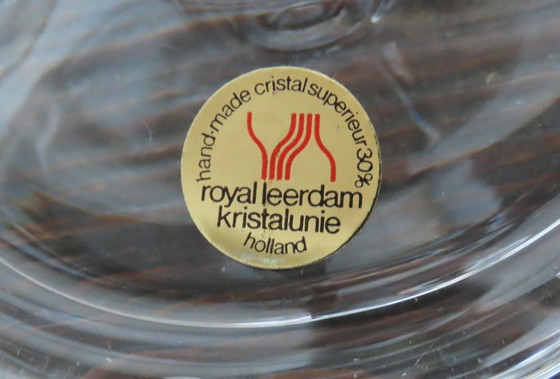 hand-made cristal superieur 30%
royal leerdam
kristalunie
holland